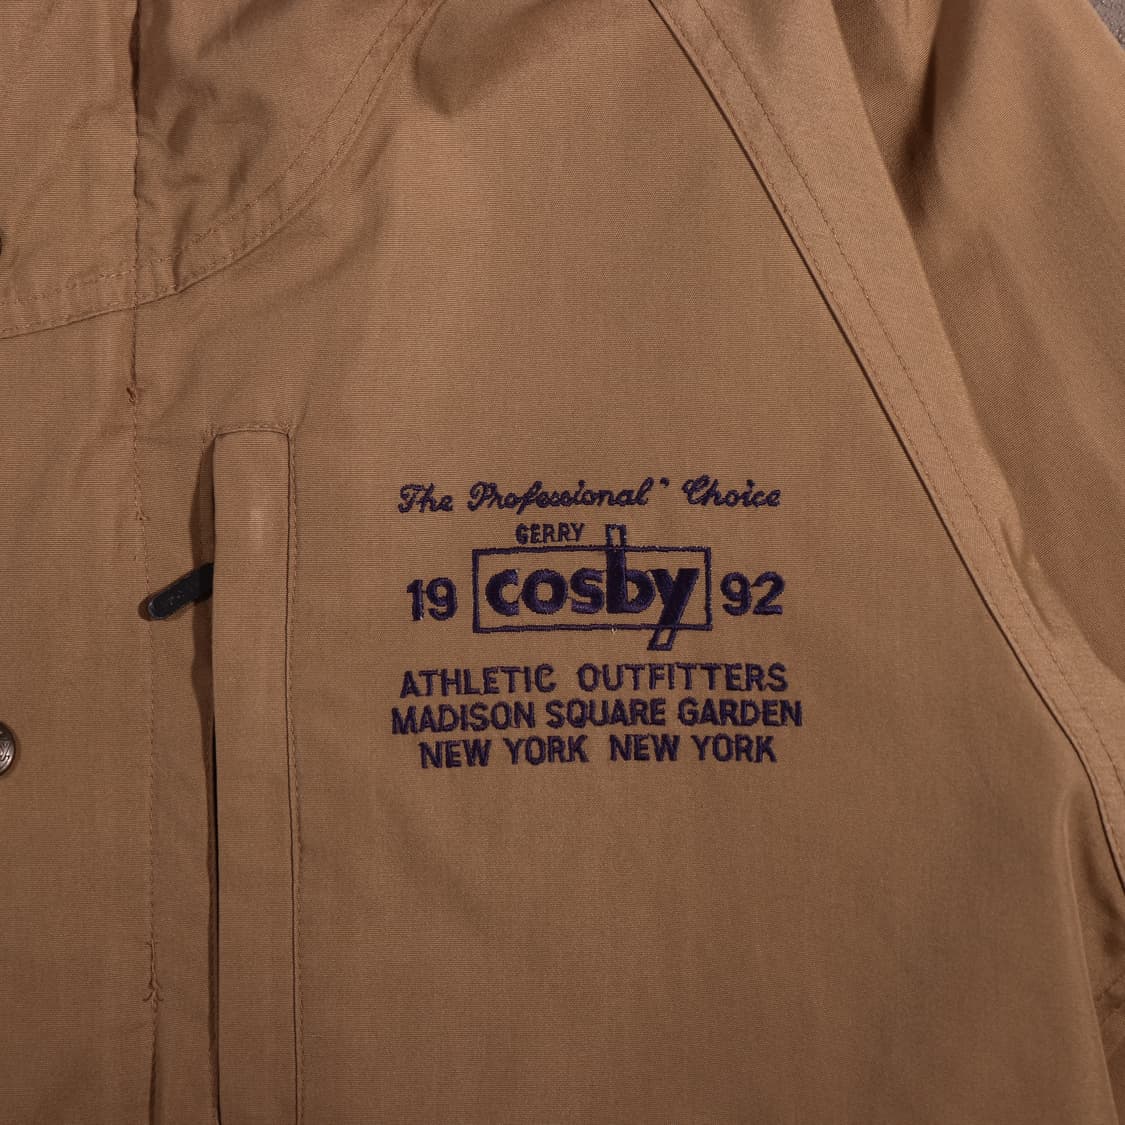 The Professional's Choice
GERRY
19 cosby 92
ATHLETIC OUTFITTERS
MADISON SQUARE GARDEN
NEW YORK NEW YORK